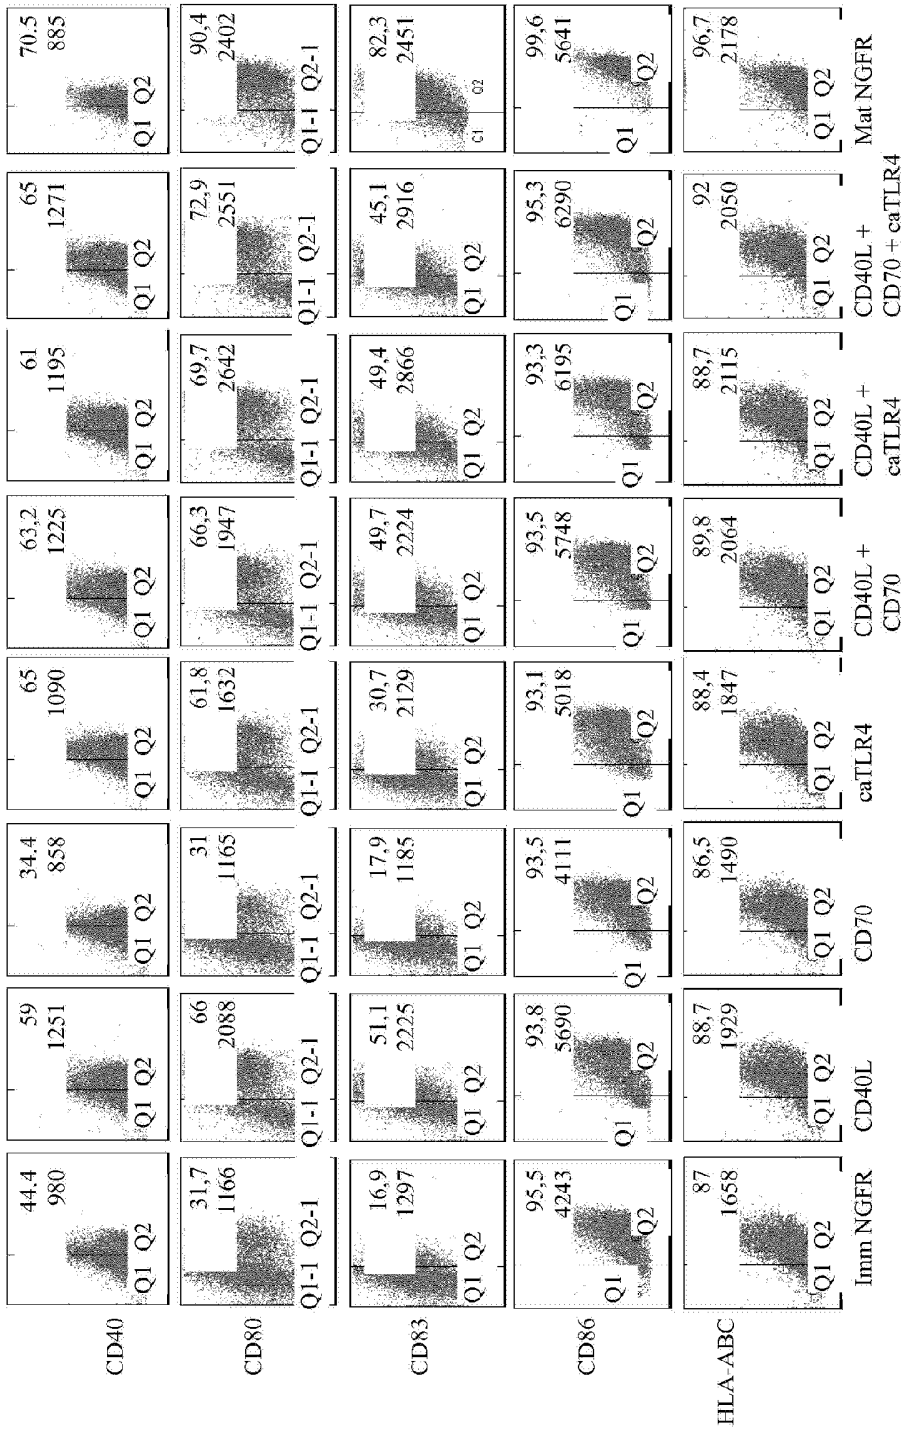 CD40
44.4
980
Q1 Q2
59
1251
Q1 Q2
34.4
858
Q1 Q2
65
1090
Q1 Q2
63,2
1225
Q1 Q2
61
1195
Q1 Q2
65
1271
Q1 Q2
70.5
885
Q1 Q2
CD80
31,7
1166
Q1-1 Q2-1
66
2088
Q1-1 Q2-1
31
1165
Q1-1 Q2-1
61,8
1632
Q1-1 Q2-1
66,3
1947
Q1-1 Q2-1
69,7
2642
Q1-1 Q2-1
72,9
2551
Q1-1 Q2-1
90,4
2402
Q1-1 Q2-1
CD83
16,9
1297
Q1 Q2
51,1
2225
Q1 Q2
17,9
1185
Q1 Q2
30,7
2129
Q1 Q2
49,7
2224
Q1 Q2
49,4
2866
Q1 Q2
45,1
2916
Q1 Q2
82,3
2451
Q1 Q2
CD86
95,5
4243
Q1 Q2
93,8
5690
Q1 Q2
93,5
4111
Q1 Q2
93,1
5018
Q1 Q2
93,5
5748
Q1 Q2
93,3
6195
Q1 Q2
95,3
6290
Q1 Q2
99,6
5641
Q1 Q2
HLA-ABC
87
1658
Q1 Q2
88,7
1929
Q1 Q2
86,5
1490
Q1 Q2
88,4
1847
Q1 Q2
89,8
2064
Q1 Q2
88,7
2115
Q1 Q2
92
2050
Q1 Q2
96,7
2178
Q1 Q2
Imm NGFR
CD40L
CD70
caTLR4
CD40L +
CD70
CD40L +
caTLR4
CD40L +
CD70 + caTLR4
Mat NGFR